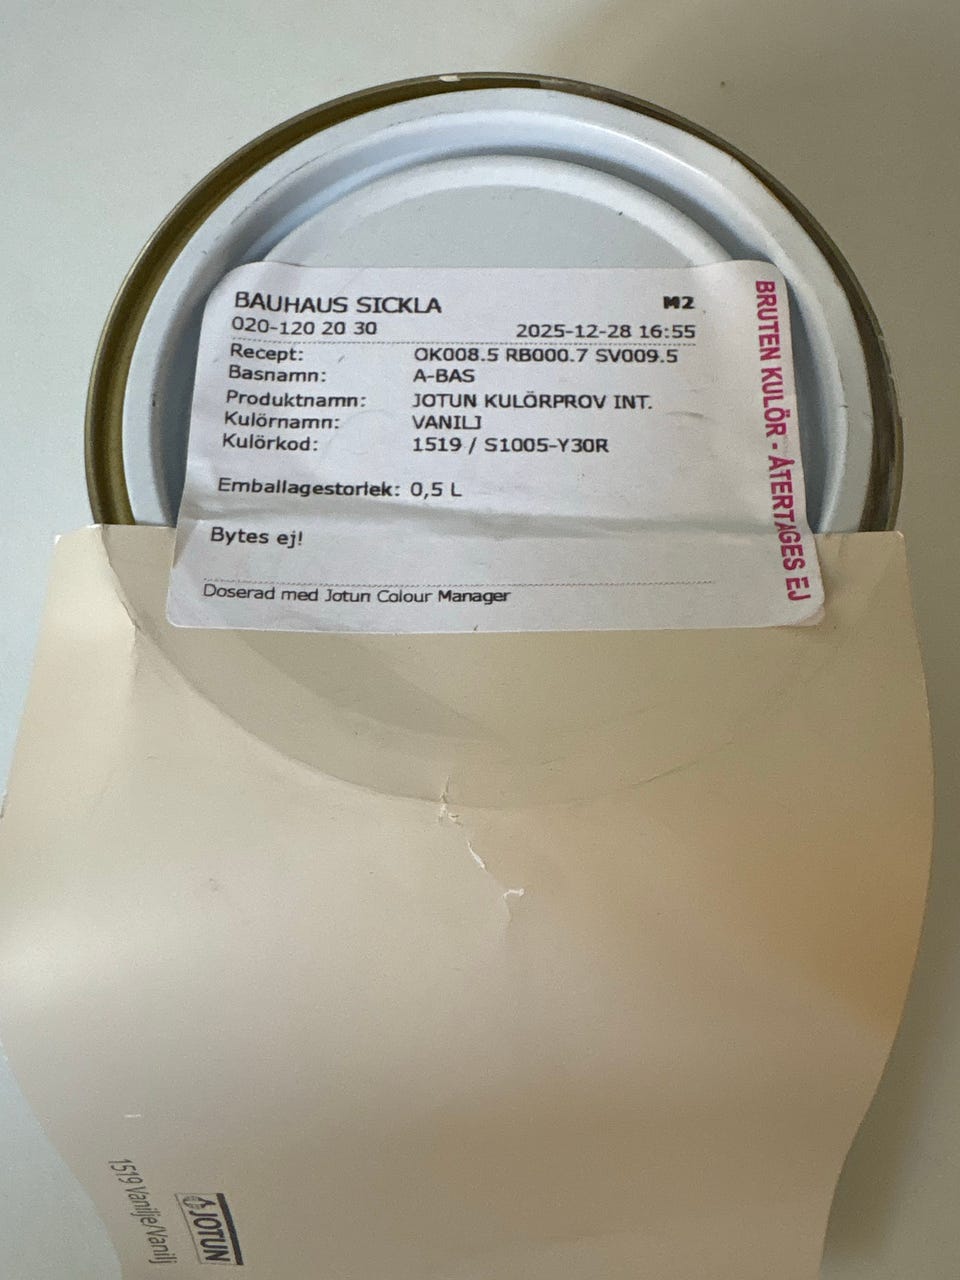 BAUHAUS SICKLA
M2
020-120 20 30
2025-12-28 16:55
Recept: OK008.5 RB000.7 SV009.5
Basnamn: A-BAS
Produktnamn: JOTUN KULÖRPROV INT.
Kulörnamn: VANILJ
Kulörkod: 1519 / S1005-Y30R
Emballagestorlek: 0,5 L
Bytes ej!
Doserad med Jotun Colour Manager
BRUTEN KULÖR - ÅTERTAGES EJ
1519 Vanilje/Vanilj
JOTUN